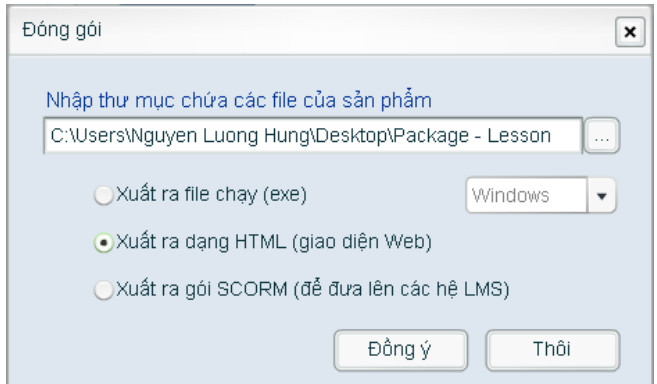 Đóng gói
Nhập thư mục chứa các file của sản phẩm
C:\Users\Nguyen Luong Hung\Desktop\Package - Lesson
...
Xuất ra file chạy (exe)
Windows
Xuất ra dạng HTML (giao diện Web)
Xuất ra gói SCORM (để đưa lên các hệ LMS)
Đồng ý
Thôi